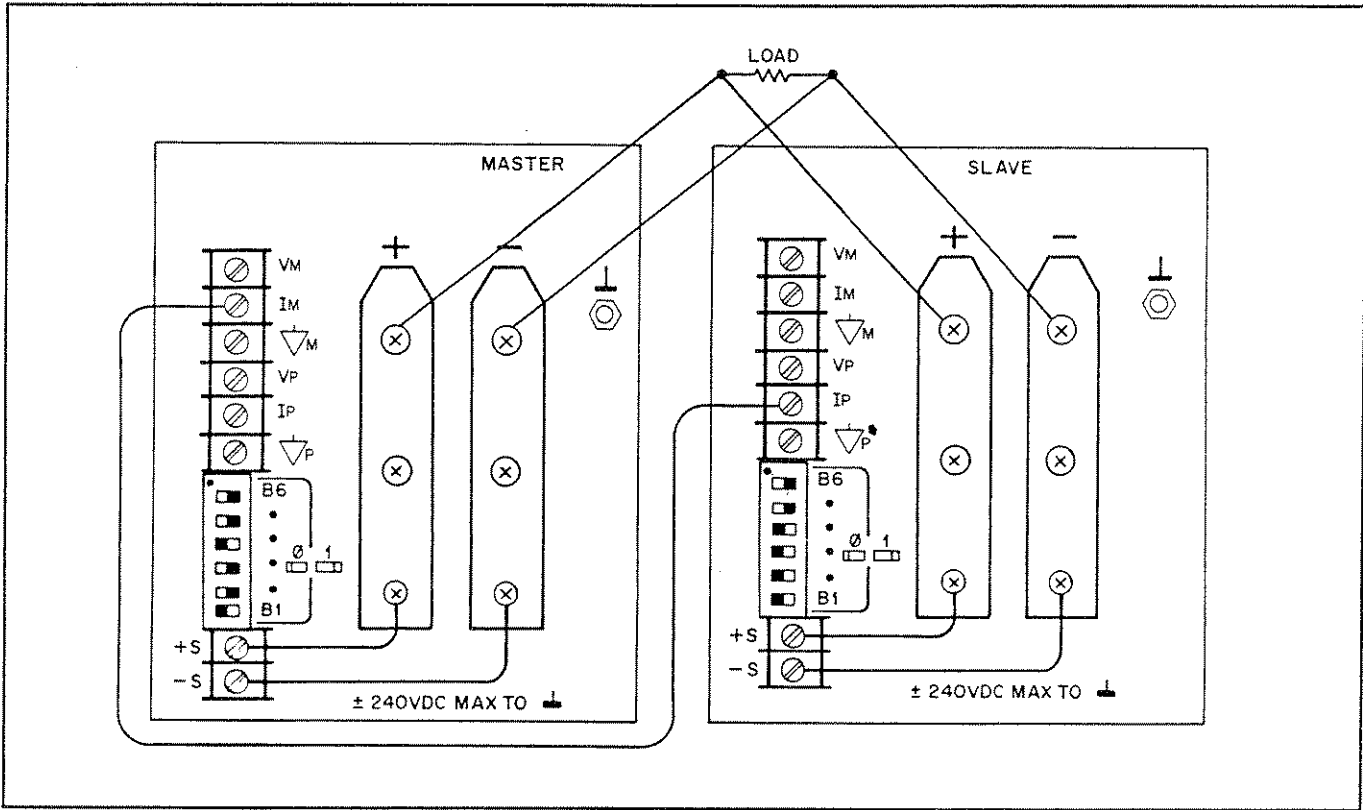 LOAD
MASTER
+ −
VM
IM
M
VP
IP
P
B6
Ø 1
B1
+S
−S
± 240VDC MAX TO
SLAVE
+ −
VM
IM
M
VP
IP
P
B6
Ø 1
B1
+S
−S
± 240VDC MAX TO